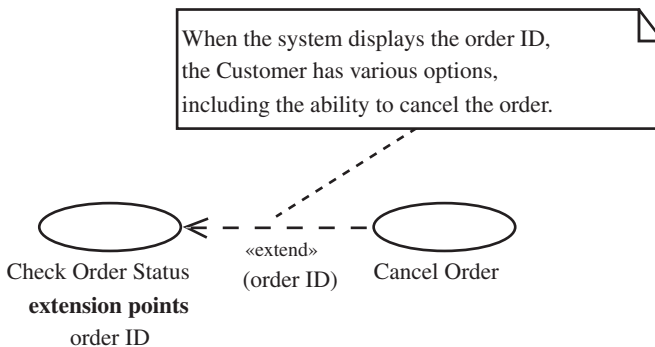 When the system displays the order ID,
the Customer has various options,
including the ability to cancel the order.
«extend»
(order ID)
Check Order Status
extension points
order ID
Cancel Order